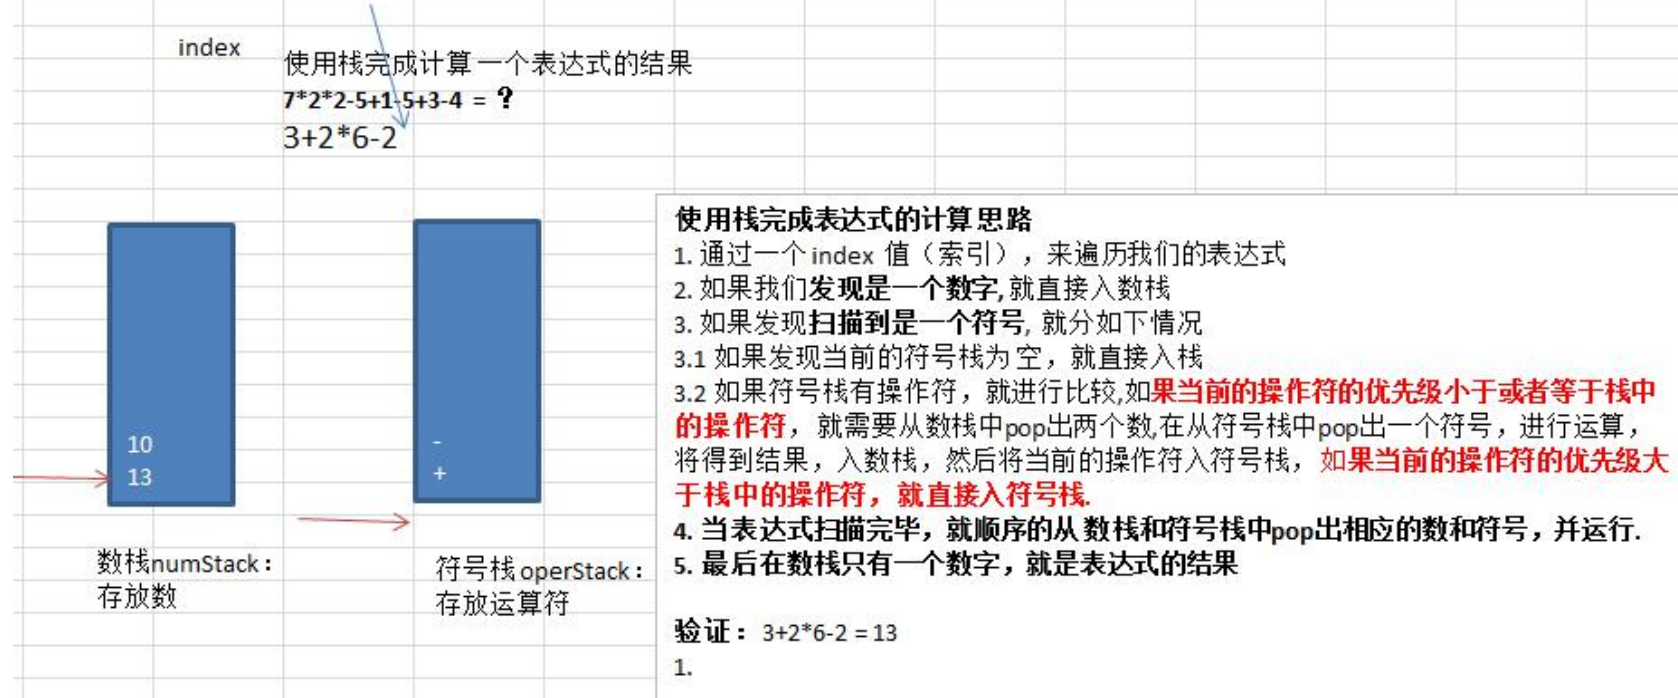 index
使用栈完成计算一个表达式的结果
7*2*2-5+1-5+3-4 = ?
3+2*6-2
10
13
-
+
数栈numStack：
存放数
符号栈operStack：
存放运算符
使用栈完成表达式的计算思路
1. 通过一个 index 值（索引），来遍历我们的表达式
2. 如果我们发现是一个数字, 就直接入数栈
3. 如果发现扫描到是一个符号, 就分如下情况
3.1 如果发现当前的符号栈为 空，就直接入栈
3.2 如果符号栈有操作符，就进行比较,如果当前的操作符的优先级小于或者等于栈中
的操作符，就需要从数栈中pop出两个数,在从符号栈中pop出一个符号，进行运算，
将得到结果，入数栈，然后将当前的操作符入符号栈，如果当前的操作符的优先级大
于栈中的操作符，就直接入符号栈.
4. 当表达式扫描完毕，就顺序的从 数栈和符号栈中pop出相应的数和符号，并运行.
5. 最后在数栈只有一个数字，就是表达式的结果
验证：3+2*6-2 = 13
1.